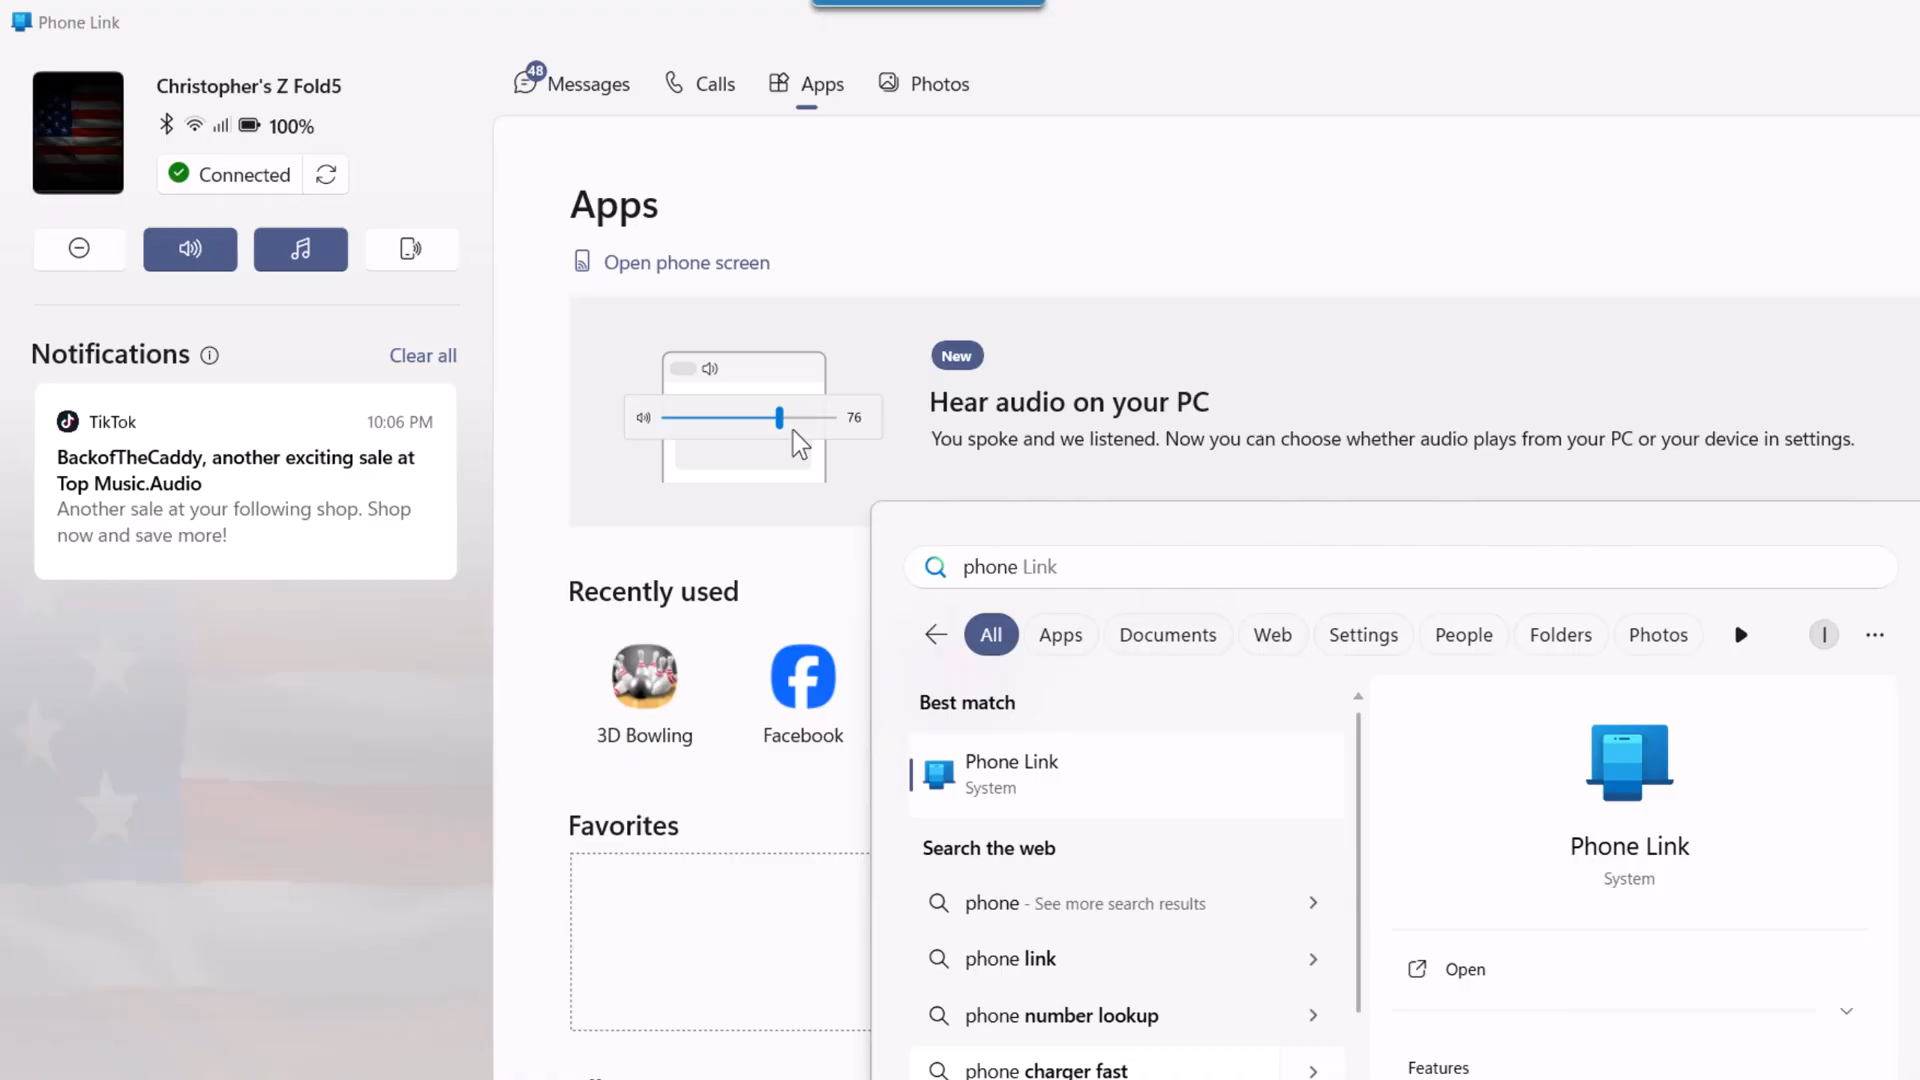 Phone Link
Christopher's Z Fold5
100%
Connected
Notifications
Clear all
TikTok
10:06 PM
BackofTheCaddy, another exciting sale at
Top Music.Audio
Another sale at your following shop. Shop
now and save more!
48
Messages
Calls
Apps
Photos
Apps
Open phone screen
76
New
Hear audio on your PC
You spoke and we listened. Now you can choose whether audio plays from your PC or your device in settings.
Recently used
3D Bowling
Facebook
Favorites
phone Link
All
Apps
Documents
Web
Settings
People
Folders
Photos
I
Best match
Phone Link
System
Search the web
phone - See more search results
phone link
phone number lookup
phone charger fast
Phone Link
System
Open
Features